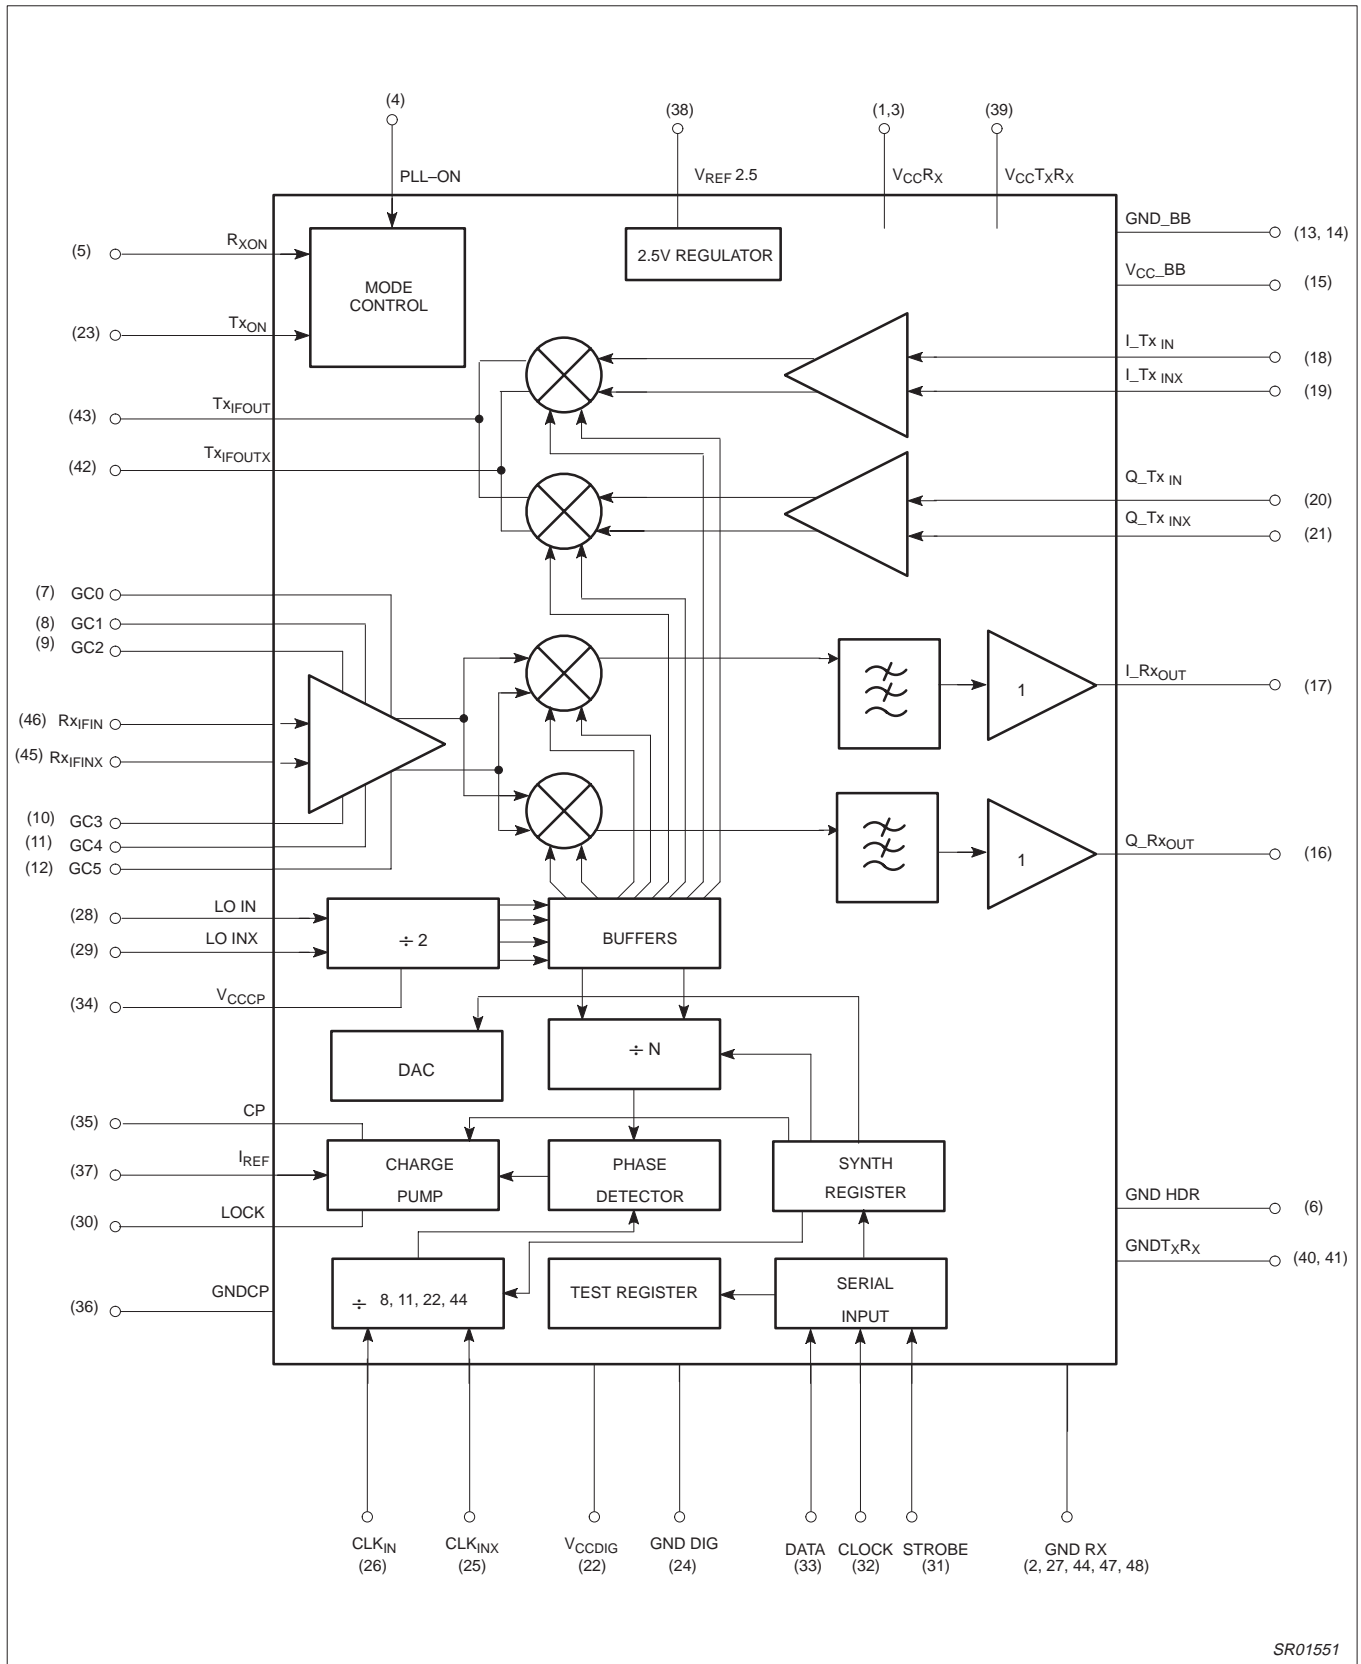 (4)
(38)
(1,3)
(39)
PLL–ON
VREF 2.5
VCCRX
VCCTXRX
(5)
RXON
MODE
CONTROL
(23)
TxON
2.5V REGULATOR
GND_BB
(13, 14)
VCC_BB
(15)
I_Tx IN
(18)
I_Tx INX
(19)
(43)
TxIFOUT
(42)
TxIFOUTX
Q_Tx IN
(20)
Q_Tx INX
(21)
(7) GC0
(8) GC1
(9) GC2
(46) RxIFIN
(45) RxIFINX
(10) GC3
(11) GC4
(12) GC5
1
I_RxOUT
(17)
1
Q_RxOUT
(16)
(28)
LO IN
(29)
LO INX
÷ 2
BUFFERS
(34)
VCCCP
DAC
÷ N
(35)
CP
(37)
IREF
(30)
LOCK
CHARGE
PUMP
PHASE
DETECTOR
SYNTH
REGISTER
GND HDR
(6)
GNDTXRX
(40, 41)
(36)
GNDCP
÷ 8, 11, 22, 44
TEST REGISTER
SERIAL
INPUT
CLKIN
(26)
CLKINX
(25)
VCCDIG
(22)
GND DIG
(24)
DATA
(33)
CLOCK
(32)
STROBE
(31)
GND RX
(2, 27, 44, 47, 48)
SR01551